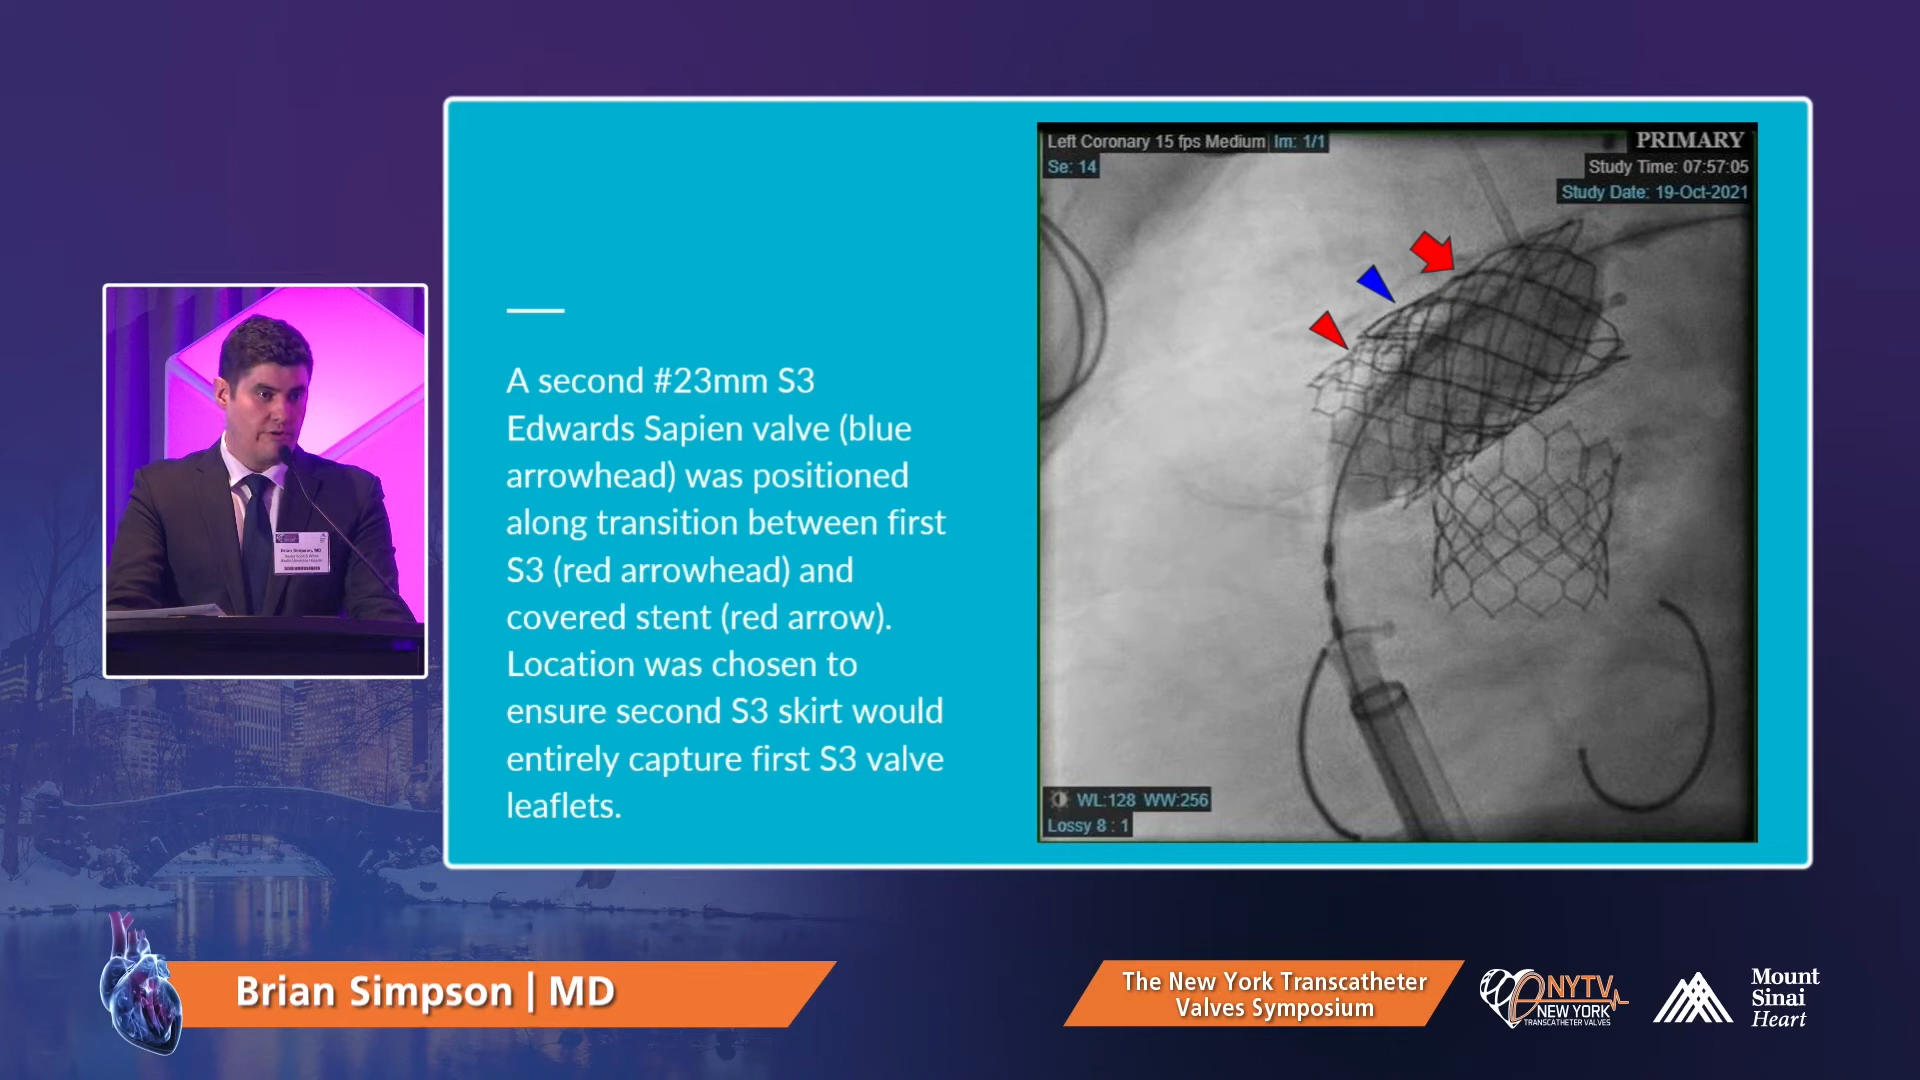 Left Coronary 15 fps Medium Im: 1/1
Se: 14
PRIMARY
Study Time: 07:57:05
Study Date: 19-Oct-2021
A second #23mm S3
Edwards Sapien valve (blue
arrowhead) was positioned
along transition between first
S3 (red arrowhead) and
covered stent (red arrow).
Location was chosen to
ensure second S3 skirt would
entirely capture first S3 valve
leaflets.
WL:128 WW:256
Lossy 8 : 1
Brian Simpson, MD
Brian Simpson | MD
The New York Transcatheter
Valves Symposium
NYTV
NEW YORK
TRANSCATHETER VALVES
Mount
Sinai
Heart